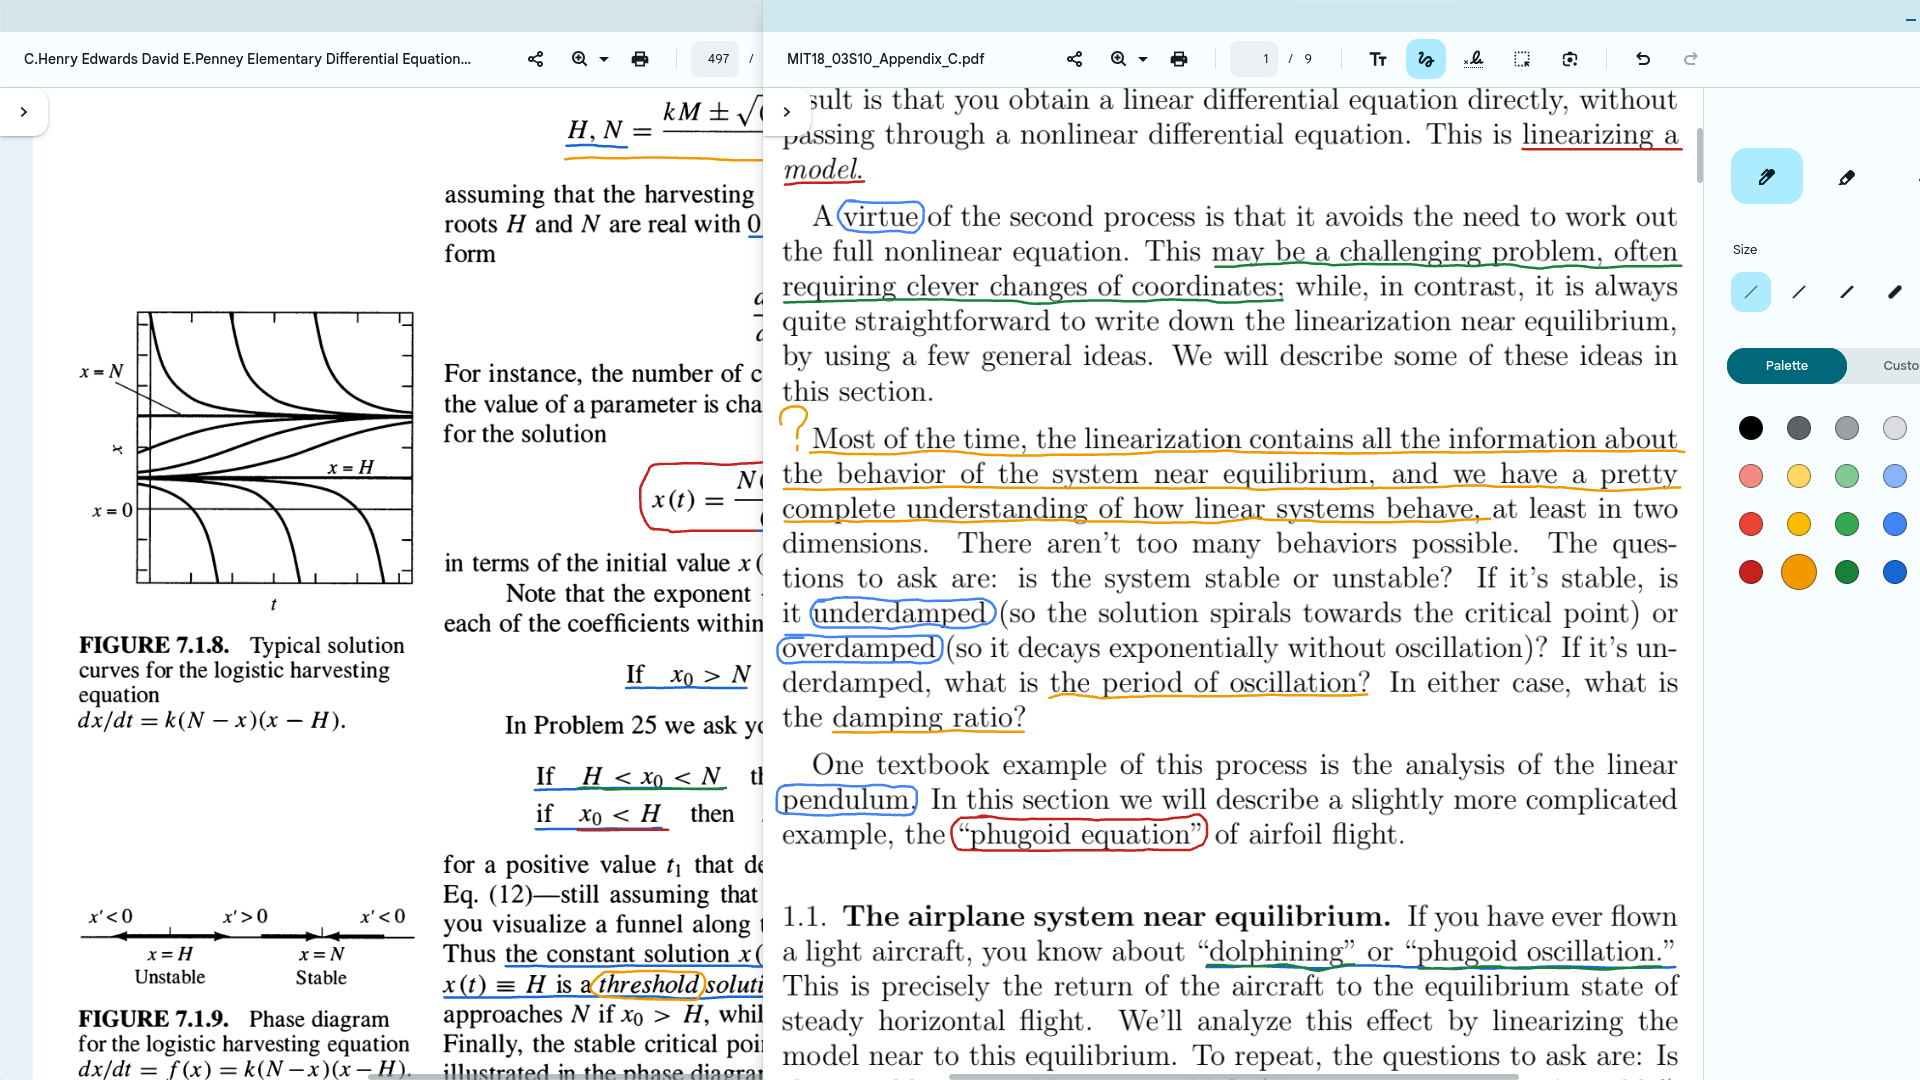 C.Henry Edwards David E.Penney Elementary Differential Equation...
497 /
H, N = kM ± √(
assuming that the harvesting
roots H and N are real with 0
form
x = N
x
x = H
x = 0
t
For instance, the number of c
the value of a parameter is cha
for the solution
x(t) = N(
in terms of the initial value x(
Note that the exponent
each of the coefficients within
FIGURE 7.1.8. Typical solution
curves for the logistic harvesting
equation
dx/dt = k(N − x)(x − H).
If x₀ > N
In Problem 25 we ask yo
If H < x₀ < N th
if x₀ < H then
for a positive value t₁ that de
Eq. (12)—still assuming that
you visualize a funnel along t
Thus the constant solution x(
x(t) ≡ H is a threshold soluti
approaches N if x₀ > H, whil
Finally, the stable critical poi
illustrated in the phase diagram
x′<0 x′>0 x′<0
x = H x = N
Unstable Stable
FIGURE 7.1.9. Phase diagram
for the logistic harvesting equation
dx/dt = f(x) = k(N − x)(x − H).
MIT18_03S10_Appendix_C.pdf
1 / 9
sult is that you obtain a linear differential equation directly, without
passing through a nonlinear differential equation. This is linearizing a
model.
A virtue of the second process is that it avoids the need to work out
the full nonlinear equation. This may be a challenging problem, often
requiring clever changes of coordinates; while, in contrast, it is always
quite straightforward to write down the linearization near equilibrium,
by using a few general ideas. We will describe some of these ideas in
this section.
?
Most of the time, the linearization contains all the information about
the behavior of the system near equilibrium, and we have a pretty
complete understanding of how linear systems behave, at least in two
dimensions. There aren't too many behaviors possible. The ques-
tions to ask are: is the system stable or unstable? If it's stable, is
it underdamped (so the solution spirals towards the critical point) or
overdamped (so it decays exponentially without oscillation)? If it's un-
derdamped, what is the period of oscillation? In either case, what is
the damping ratio?
One textbook example of this process is the analysis of the linear
pendulum. In this section we will describe a slightly more complicated
example, the “phugoid equation” of airfoil flight.
1.1. The airplane system near equilibrium. If you have ever flown
a light aircraft, you know about “dolphining” or “phugoid oscillation.”
This is precisely the return of the aircraft to the equilibrium state of
steady horizontal flight. We'll analyze this effect by linearizing the
model near to this equilibrium. To repeat, the questions to ask are: Is
Size
Palette
Custo